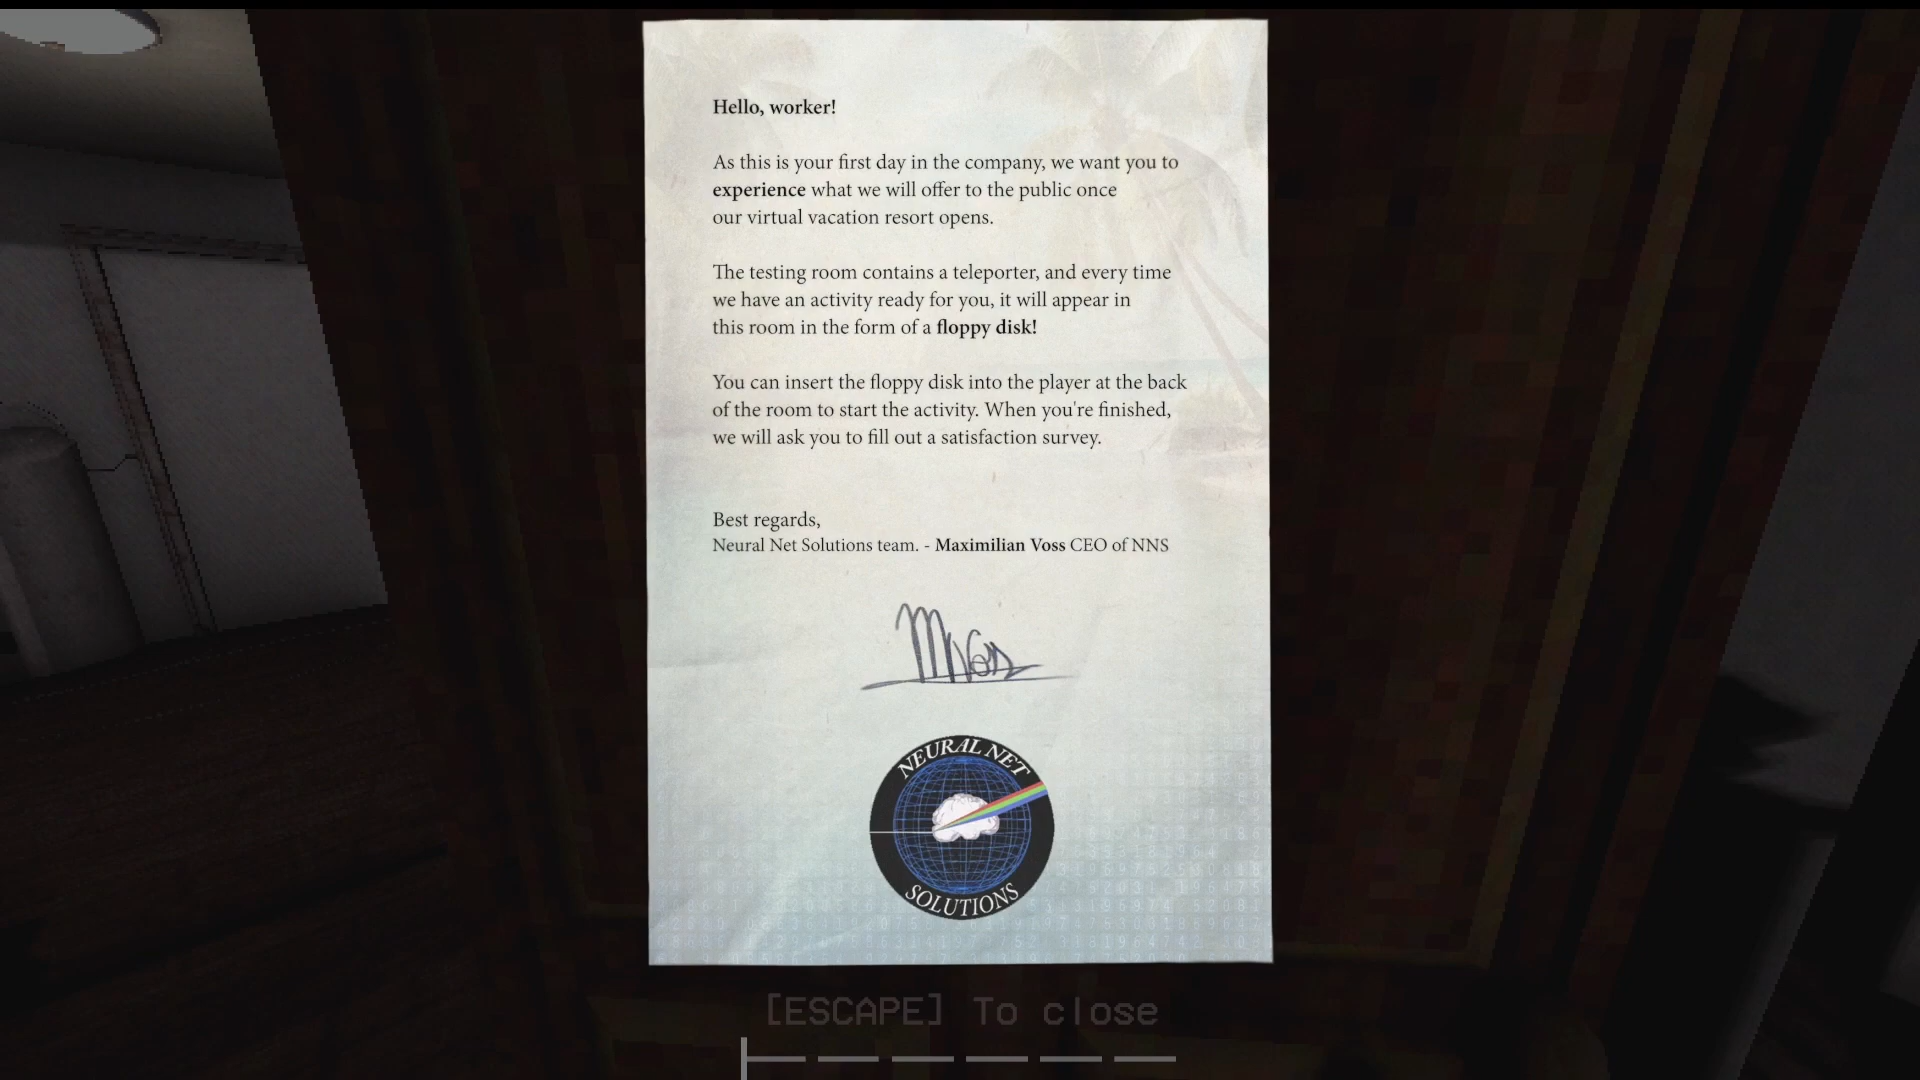 Hello, worker!
As this is your first day in the company, we want you to
experience what we will offer to the public once
our virtual vacation resort opens.
The testing room contains a teleporter, and every time
we have an activity ready for you, it will appear in
this room in the form of a floppy disk!
You can insert the floppy disk into the player at the back
of the room to start the activity. When you're finished,
we will ask you to fill out a satisfaction survey.
Best regards,
Neural Net Solutions team. - Maximilian Voss CEO of NNS
MVoss
NEURAL NET
SOLUTIONS
[ESCAPE] To close